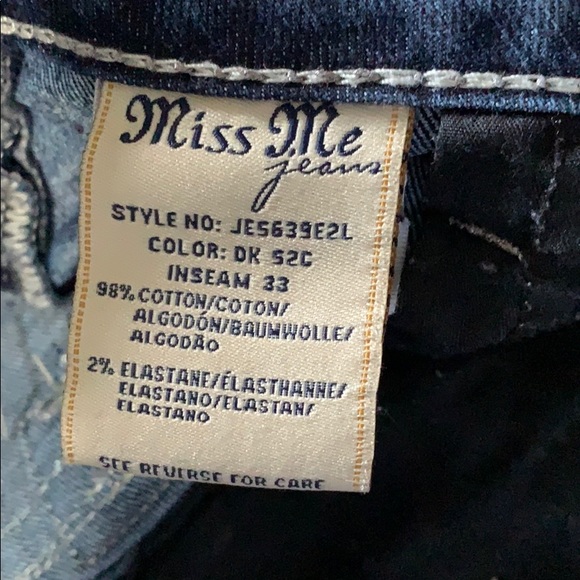 Miss Me
jeans
STYLE NO: JE5639E2L
COLOR: DK 52C
INSEAM 33
98% COTTON/COTON/
ALGODÓN/BAUMWOLLE/
ALGODÃO
2% ELASTANE/ÉLASTHANNE/
ELASTANO/ELASTAN/
ELASTANO
SEE REVERSE FOR CARE